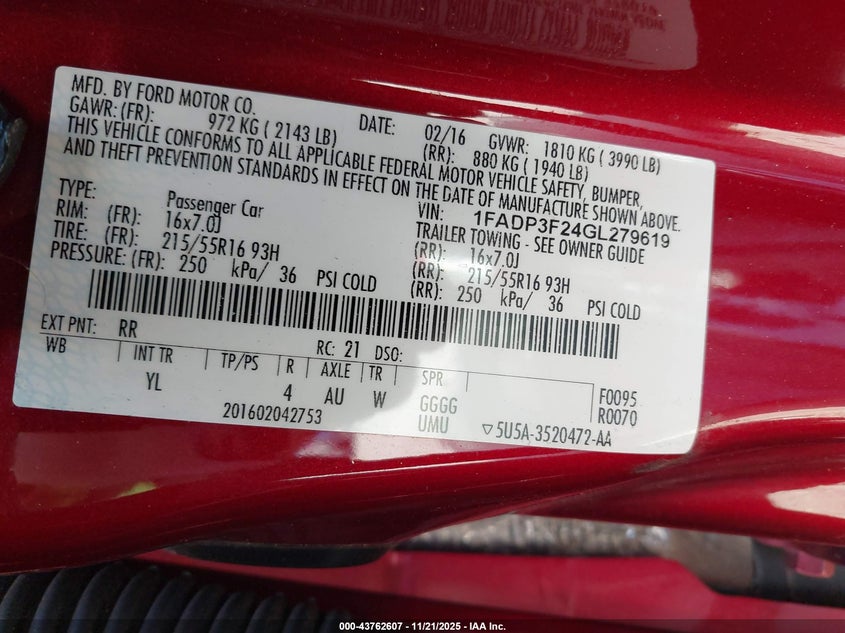 MFD. BY FORD MOTOR CO.
DATE: 02/16 GVWR: 1810 KG ( 3990 LB)
GAWR: (FR): 972 KG ( 2143 LB) (RR): 880 KG ( 1940 LB)
THIS VEHICLE CONFORMS TO ALL APPLICABLE FEDERAL MOTOR VEHICLE SAFETY, BUMPER,
AND THEFT PREVENTION STANDARDS IN EFFECT ON THE DATE OF MANUFACTURE SHOWN ABOVE.
VIN: 1FADP3F24GL279619
TYPE: Passenger Car TRAILER TOWING - SEE OWNER GUIDE
RIM: (FR): 16x7.0J (RR): 16x7.0J
TIRE: (FR): 215/55R16 93H (RR): 215/55R16 93H
PRESSURE: (FR): 250 kPa/ 36 PSI COLD (RR): 250 kPa/ 36 PSI COLD
EXT PNT: RR RC: 21 DSO:
WB INT TR TP/PS R AXLE TR SPR
YL 4 AU W GGGG F0095
201602042753 UMU R0070
5U5A-3520472-AA
000-43762607 - 11/21/2025 - IAA Inc.